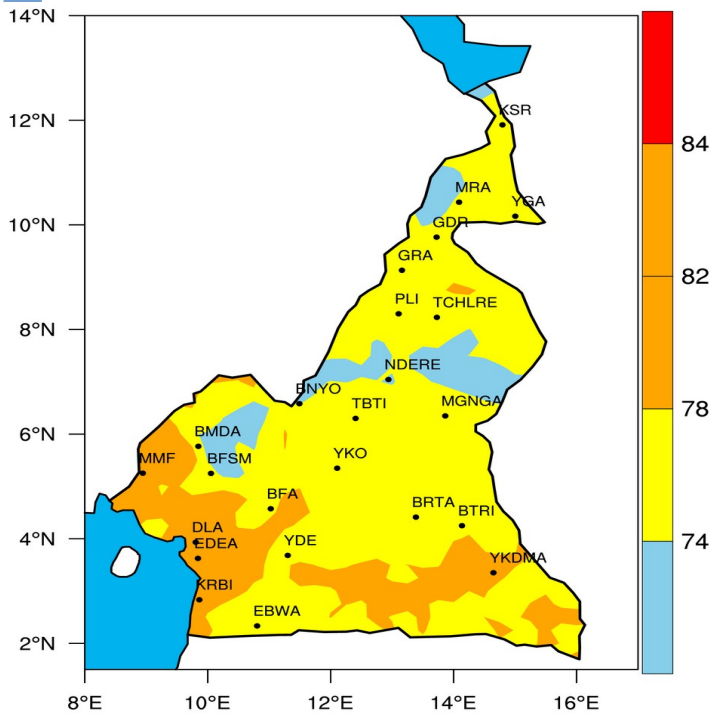 14°N
12°N
10°N
8°N
6°N
4°N
2°N
8°E 10°E 12°E 14°E 16°E
KSR
MRA
YGA
GDR
GRA
PLI
TCHLRE
NDERE
BNYO
TBTI
MGNGA
BMDA
MMF
BFSM
YKO
BFA
BRTA
BTRI
DLA
EDEA
YDE
YKDMA
KRBI
EBWA
84
82
78
74